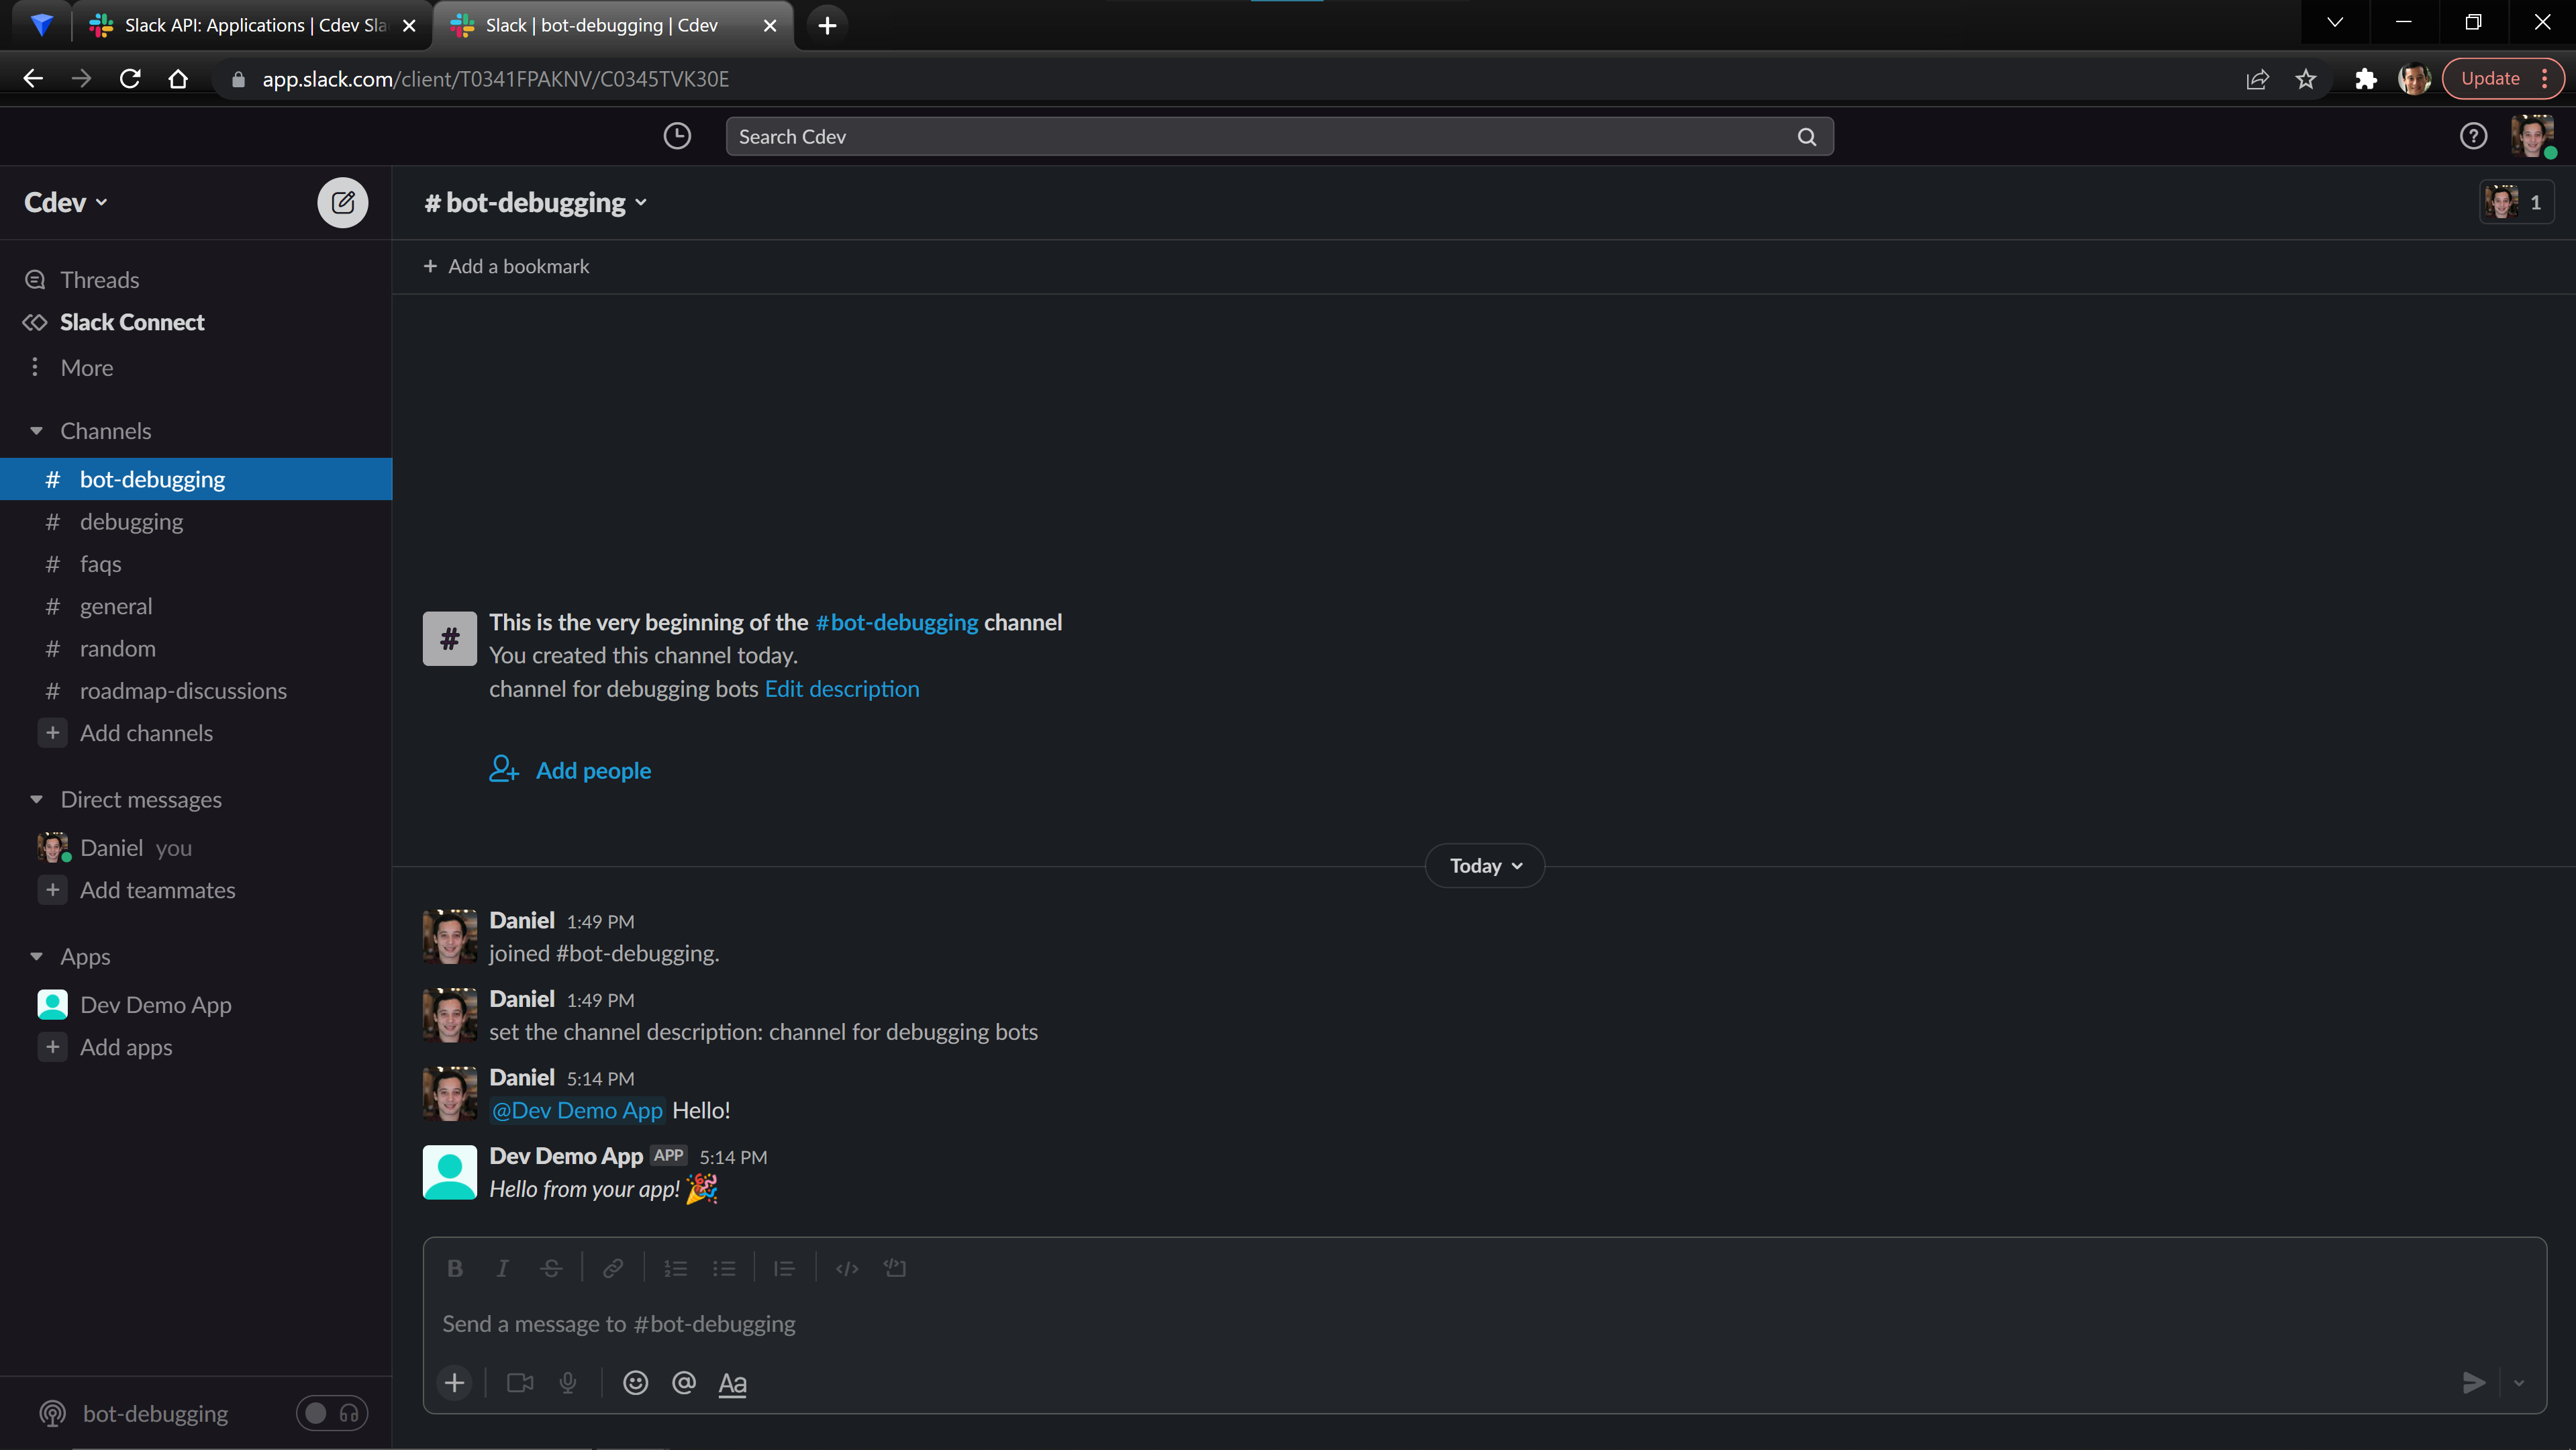 Slack API: Applications | Cdev Sla
Slack | bot-debugging | Cdev
app.slack.com/client/T0341FPAKNV/C0345TVK30E
Update
Search Cdev
Cdev
# bot-debugging
1
Add a bookmark
Threads
Slack Connect
More
Channels
# bot-debugging
# debugging
# faqs
# general
# random
# roadmap-discussions
+ Add channels
Direct messages
Daniel you
+ Add teammates
Apps
Dev Demo App
+ Add apps
bot-debugging
# This is the very beginning of the #bot-debugging channel
You created this channel today.
channel for debugging bots Edit description
Add people
Today
Daniel 1:49 PM
joined #bot-debugging.
Daniel 1:49 PM
set the channel description: channel for debugging bots
Daniel 5:14 PM
@Dev Demo App Hello!
Dev Demo App APP 5:14 PM
Hello from your app! 🎉
B I S
Send a message to #bot-debugging
+ @ Aa